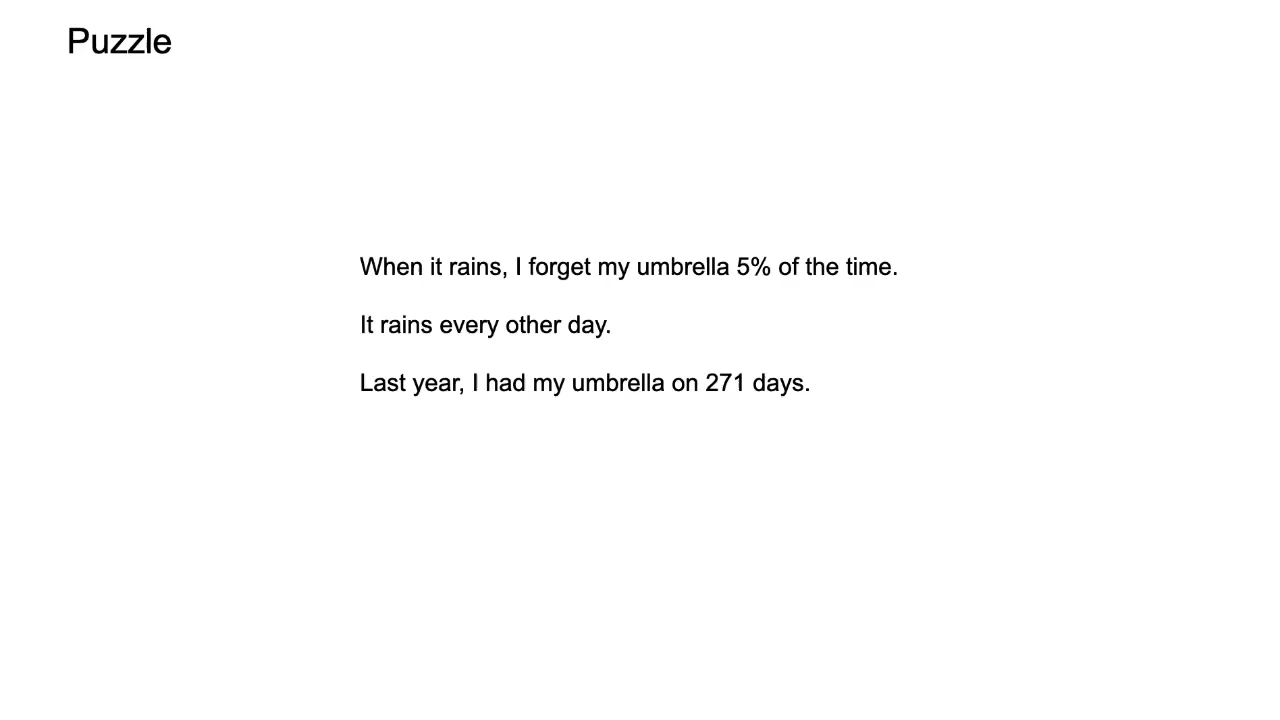 Puzzle
When it rains, I forget my umbrella 5% of the time.
It rains every other day.
Last year, I had my umbrella on 271 days.